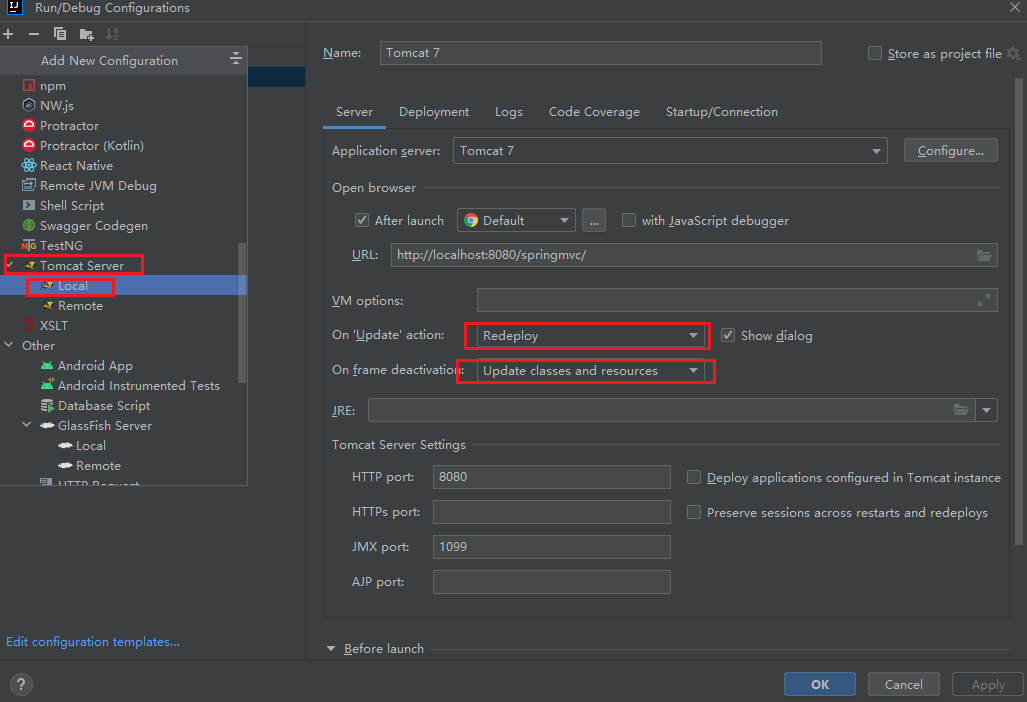 Run/Debug Configurations
Add New Configuration
npm
NW.js
Protractor
Protractor (Kotlin)
React Native
Remote JVM Debug
Shell Script
Swagger Codegen
TestNG
Tomcat Server
Local
Remote
XSLT
Other
Android App
Android Instrumented Tests
Database Script
GlassFish Server
Local
Remote
HTTP Request
Edit configuration templates...
Name: Tomcat 7
Store as project file
Server Deployment Logs Code Coverage Startup/Connection
Application server: Tomcat 7 Configure...
Open browser
After launch Default ... with JavaScript debugger
URL: http://localhost:8080/springmvc/
VM options:
On 'Update' action: Redeploy Show dialog
On frame deactivation: Update classes and resources
JRE:
Tomcat Server Settings
HTTP port: 8080 Deploy applications configured in Tomcat instance
HTTPs port: Preserve sessions across restarts and redeploys
JMX port: 1099
AJP port:
Before launch
? OK Cancel Apply